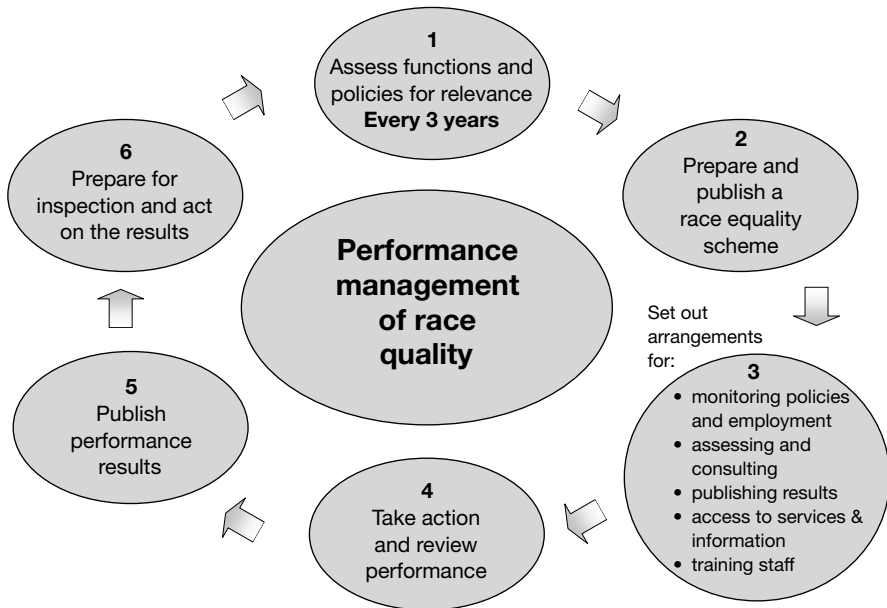 1
Assess functions and
policies for relevance
Every 3 years
2
Prepare and
publish a
race equality
scheme
Set out
arrangements
for:
3
• monitoring policies
and employment
• assessing and
consulting
• publishing results
• access to services &
information
• training staff
4
Take action
and review
performance
5
Publish
performance
results
6
Prepare for
inspection and act
on the results
Performance
management
of race
quality